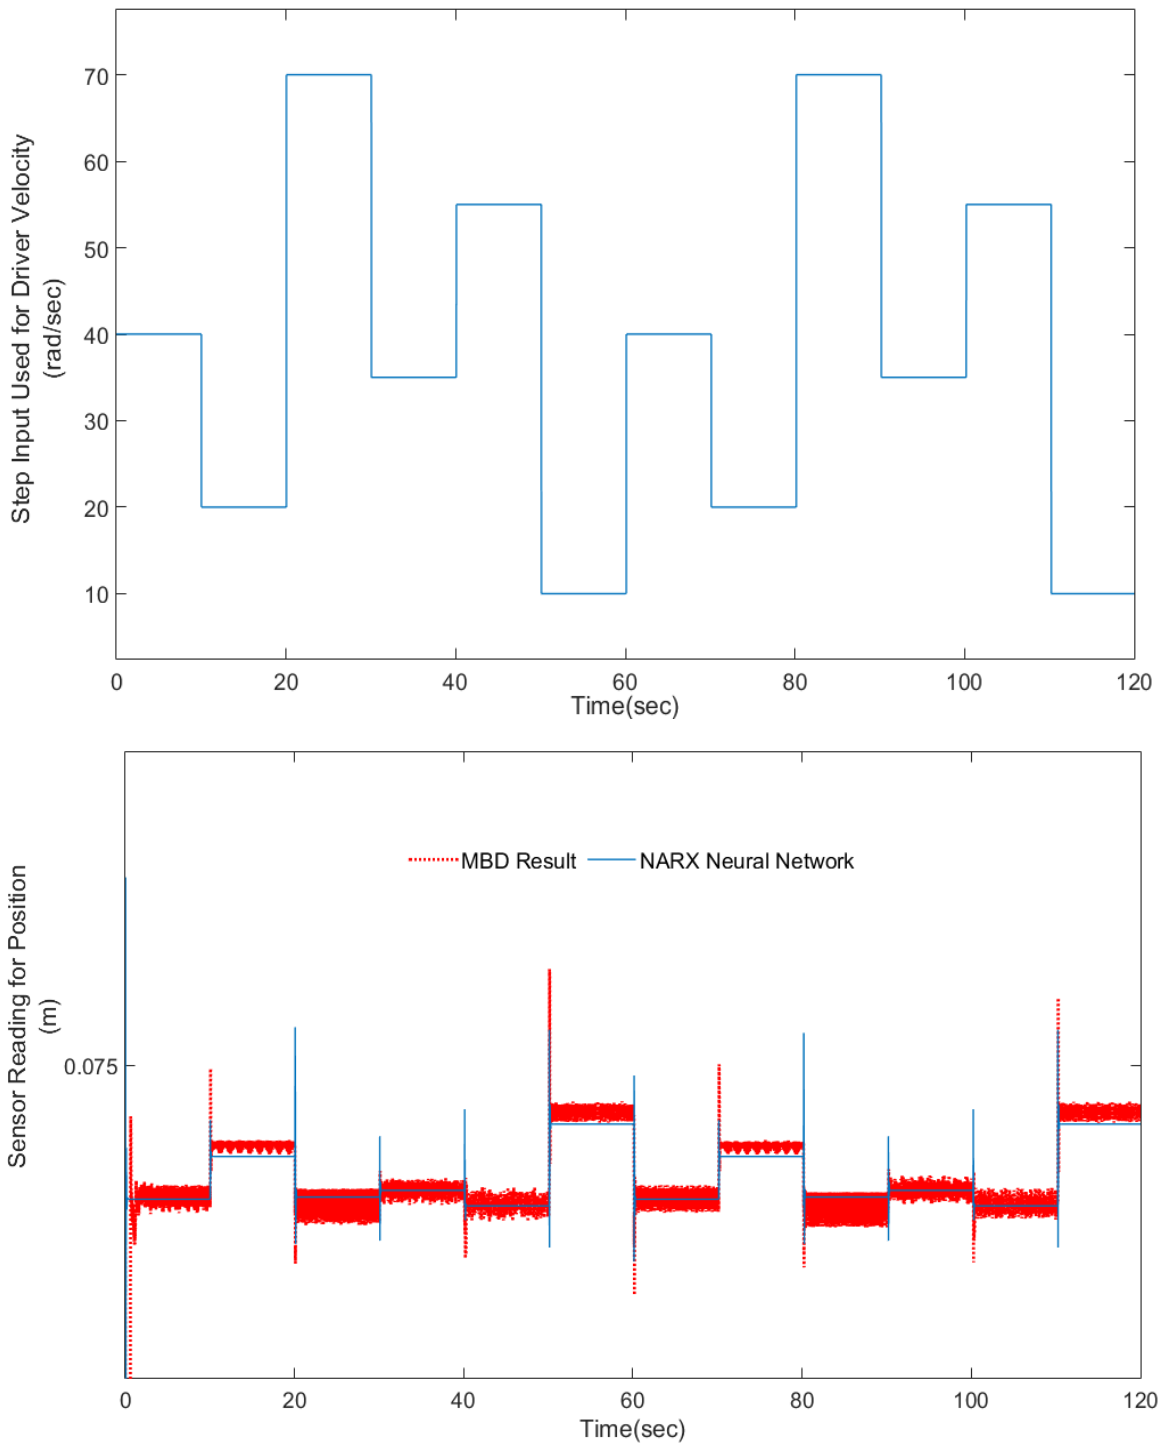 Step Input Used for Driver Velocity
(rad/sec)
70
60
50
40
30
20
10
0 20 40 60 80 100 120
Time(sec)
Sensor Reading for Position
(m)
MBD Result NARX Neural Network
0.075
0 20 40 60 80 100 120
Time(sec)